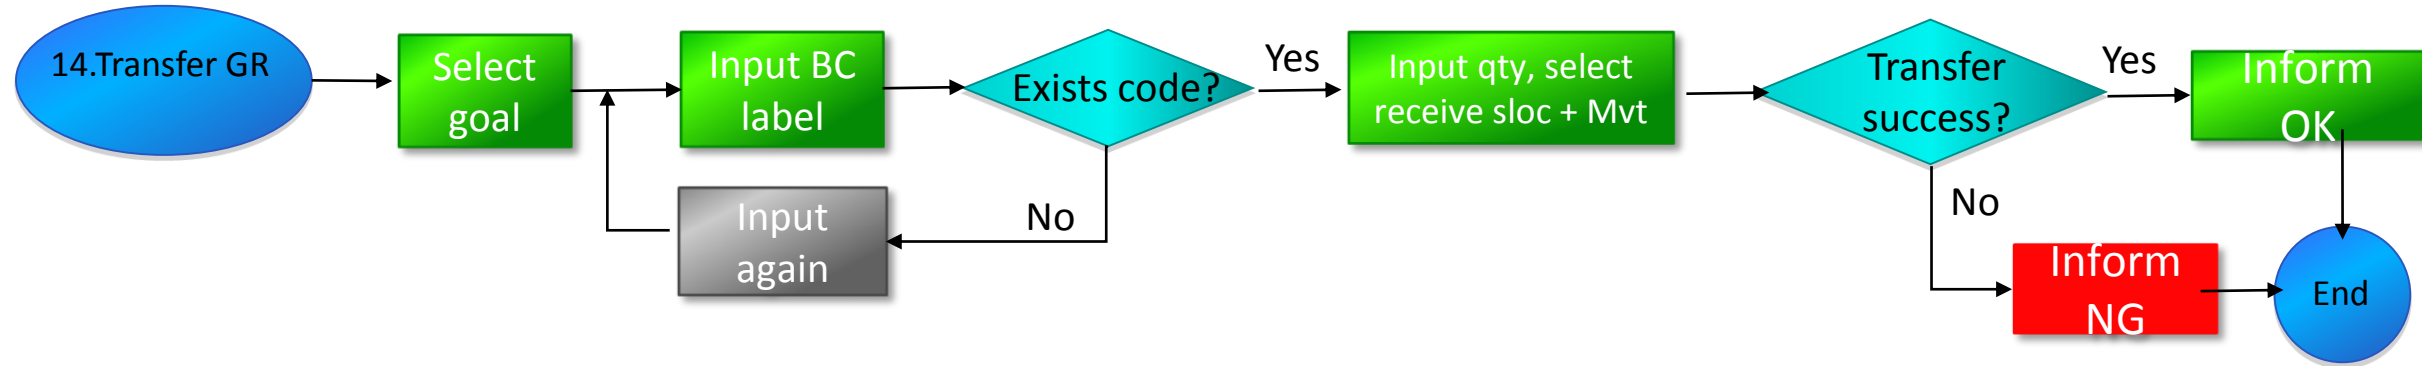 14.Transfer GR
Select
goal
Input BC
label
Exists code?
Yes
Input qty, select
receive sloc + Mvt
Transfer
success?
Yes
Inform
OK
Input
again
No
No
Inform
NG
End